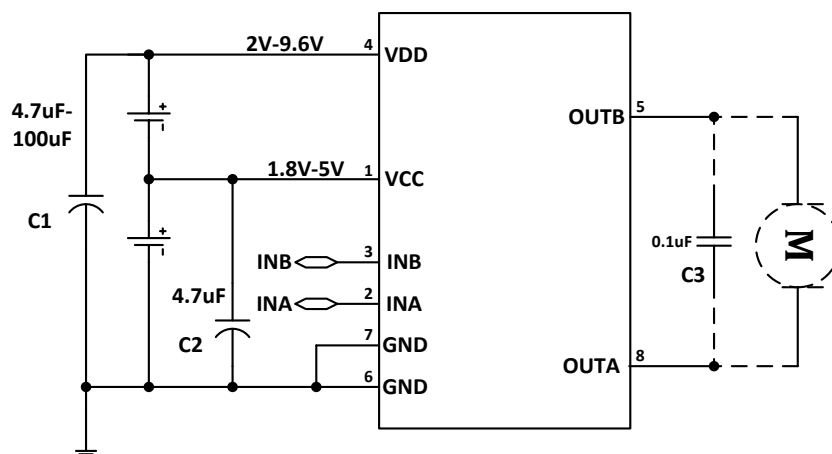 2V-9.6V
4
VDD
4.7uF-
100uF
C1
+
-
1.8V-5V
1
VCC
+
-
INB
3
INB
4.7uF
INA
2
INA
C2
7
GND
6
GND
5
OUTB
0.1uF
C3
M
8
OUTA